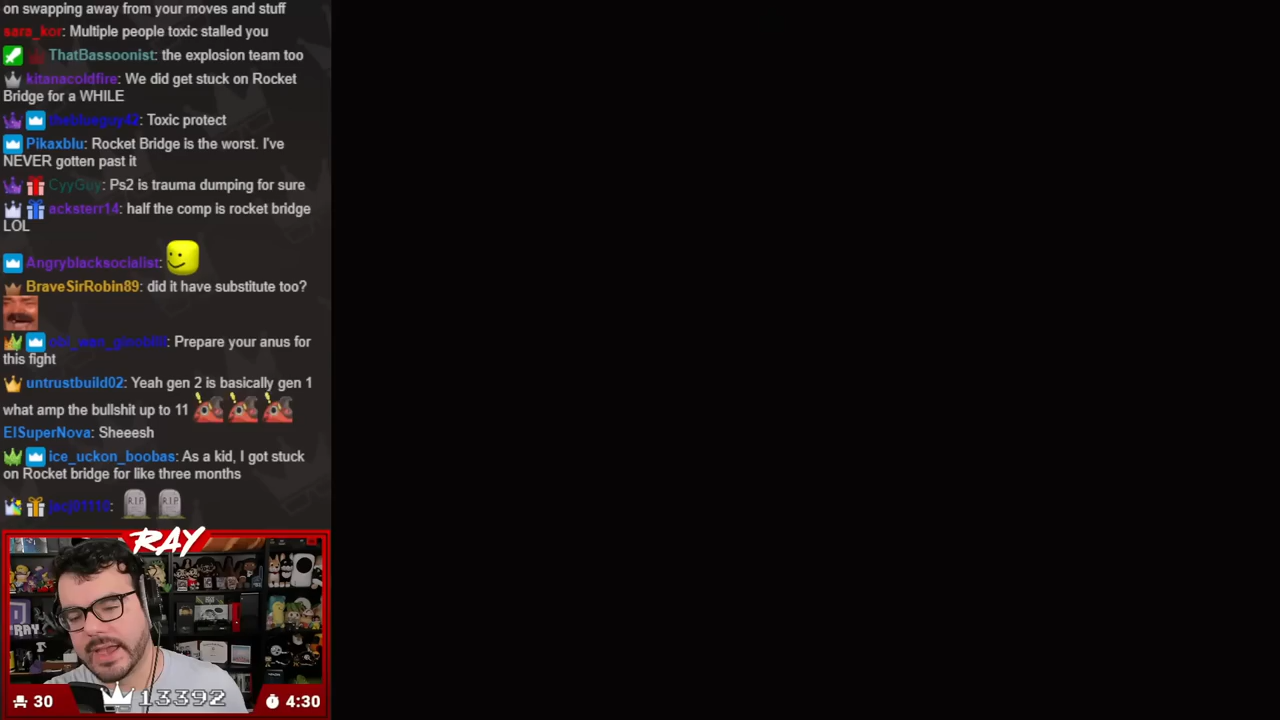 on swapping away from your moves and stuff
sara_kor: Multiple people toxic stalled you
ThatBassoonist: the explosion team too
kitanacoldfire: We did get stuck on Rocket
Bridge for a WHILE
theblueguy42: Toxic protect
Pikaxblu: Rocket Bridge is the worst. I've
NEVER gotten past it
CyyGuy: Ps2 is trauma dumping for sure
acksterr14: half the comp is rocket bridge
LOL
Angryblacksocialist:
BraveSirRobin89: did it have substitute too?
Prepare your anus for
this fight
untrustbuild02: Yeah gen 2 is basically gen 1
what amp the bullshit up to 11
ElSuperNova: Sheeesh
ice_uckon_boobas: As a kid, I got stuck
on Rocket bridge for like three months
R.I.P R.I.P
RAY
30
13392
4:30